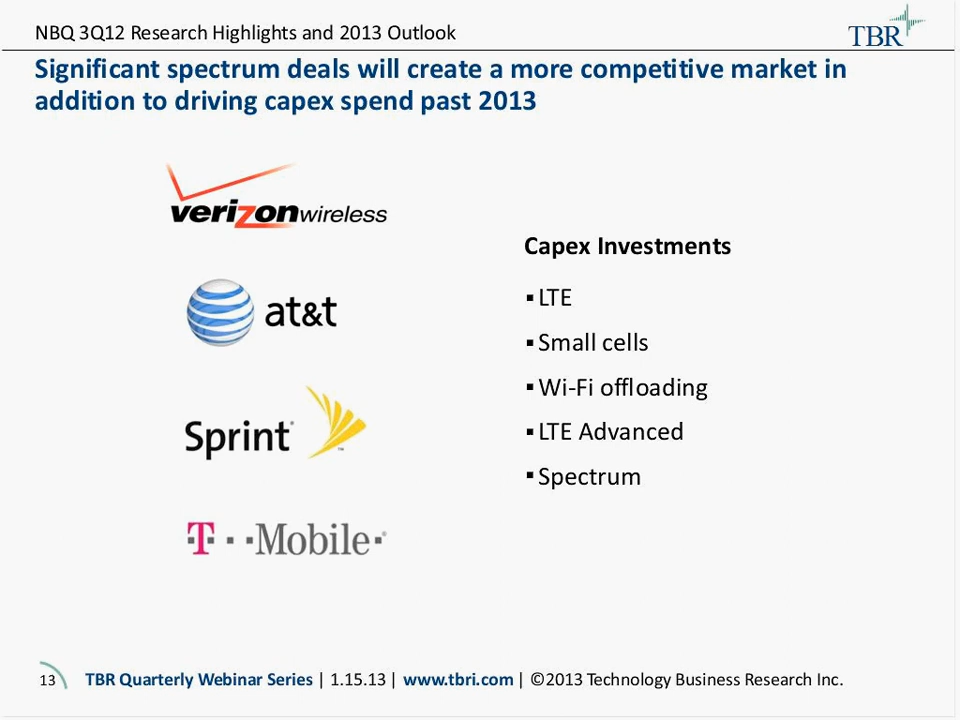 NBQ 3Q12 Research Highlights and 2013 Outlook
TBR
Significant spectrum deals will create a more competitive market in
addition to driving capex spend past 2013
verizonwireless
Capex Investments
▪LTE
at&t
▪Small cells
▪Wi-Fi offloading
Sprint®
▪LTE Advanced
▪Spectrum
T··Mobile·®
13 TBR Quarterly Webinar Series | 1.15.13 | www.tbri.com | ©2013 Technology Business Research Inc.